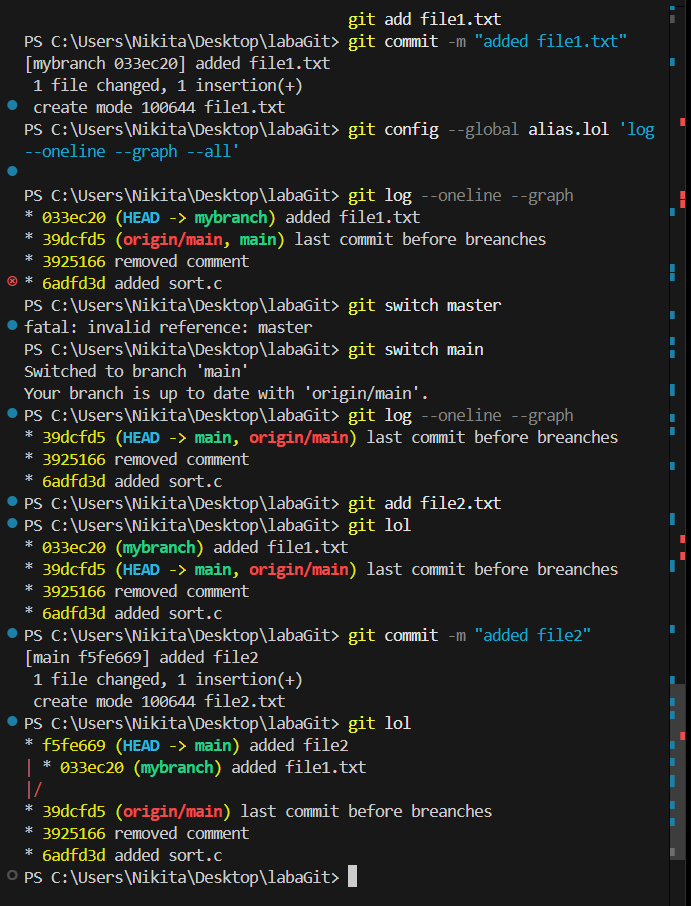 git add file1.txt
PS C:\Users\Nikita\Desktop\labaGit> git commit -m "added file1.txt"
[mybranch 033ec20] added file1.txt
 1 file changed, 1 insertion(+)
 create mode 100644 file1.txt
PS C:\Users\Nikita\Desktop\labaGit> git config --global alias.lol 'log
--oneline --graph --all'
PS C:\Users\Nikita\Desktop\labaGit> git log --oneline --graph
* 033ec20 (HEAD -> mybranch) added file1.txt
* 39dcfd5 (origin/main, main) last commit before breanches
* 3925166 removed comment
* 6adfd3d added sort.c
PS C:\Users\Nikita\Desktop\labaGit> git switch master
fatal: invalid reference: master
PS C:\Users\Nikita\Desktop\labaGit> git switch main
Switched to branch 'main'
Your branch is up to date with 'origin/main'.
PS C:\Users\Nikita\Desktop\labaGit> git log --oneline --graph
* 39dcfd5 (HEAD -> main, origin/main) last commit before breanches
* 3925166 removed comment
* 6adfd3d added sort.c
PS C:\Users\Nikita\Desktop\labaGit> git add file2.txt
PS C:\Users\Nikita\Desktop\labaGit> git lol
* 033ec20 (mybranch) added file1.txt
* 39dcfd5 (HEAD -> main, origin/main) last commit before breanches
* 3925166 removed comment
* 6adfd3d added sort.c
PS C:\Users\Nikita\Desktop\labaGit> git commit -m "added file2"
[main f5fe669] added file2
 1 file changed, 1 insertion(+)
 create mode 100644 file2.txt
PS C:\Users\Nikita\Desktop\labaGit> git lol
* f5fe669 (HEAD -> main) added file2
| * 033ec20 (mybranch) added file1.txt
|/
* 39dcfd5 (origin/main) last commit before breanches
* 3925166 removed comment
* 6adfd3d added sort.c
PS C:\Users\Nikita\Desktop\labaGit>